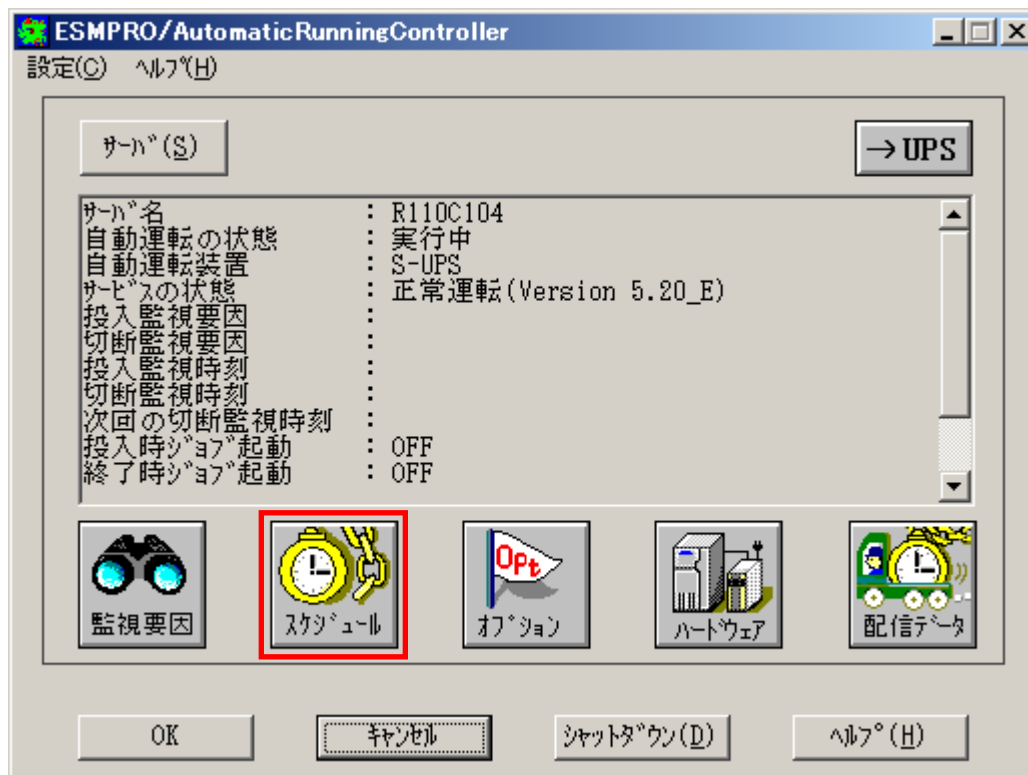 ESMPRO/AutomaticRunningController
設定(C) ﾍﾙﾌﾟ(H)
ｻｰﾊﾞ(S)
→UPS
ｻｰﾊﾞ名 : R110C104
自動運転の状態 : 実行中
自動運転装置 : S-UPS
ｻｰﾋﾞｽの状態 : 正常運転(Version 5.20_E)
投入監視要因 :
切断監視要因 :
投入監視時刻 :
切断監視時刻 :
次回の切断監視時刻 :
投入時ｼﾞｮﾌﾞ起動 : OFF
終了時ｼﾞｮﾌﾞ起動 : OFF
Opt
監視要因 ｽｹｼﾞｭｰﾙ ｵﾌﾟｼｮﾝ ﾊｰﾄﾞｳｪｱ 配信ﾃﾞｰﾀ
OK ｷｬﾝｾﾙ ｼｬｯﾄﾀﾞｳﾝ(D) ﾍﾙﾌﾟ(H)